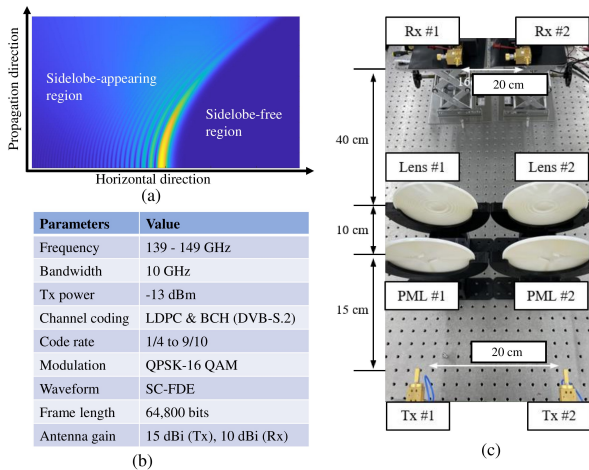 Propagation direction
Sidelobe-appearing
region
Sidelobe-free
region
Horizontal direction
(a)
Parameters Value
Frequency 139 - 149 GHz
Bandwidth 10 GHz
Tx power -13 dBm
Channel coding LDPC & BCH (DVB-S.2)
Code rate 1/4 to 9/10
Modulation QPSK-16 QAM
Waveform SC-FDE
Frame length 64,800 bits
Antenna gain 15 dBi (Tx), 10 dBi (Rx)
(b)
Rx #1 Rx #2
16
20 cm
40 cm
Lens #1 Lens #2
10 cm
PML #1 PML #2
15 cm
20 cm
Tx #1 Tx #2
(c)